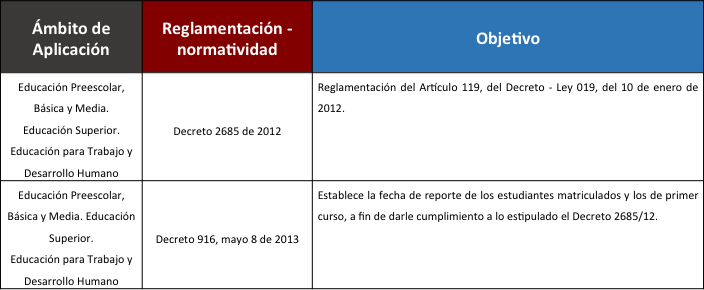 Ámbito de
Aplicación
Reglamentación -
normatividad
Objetivo
Educación Preescolar,
Básica y Media.
Educación Superior.
Educación para Trabajo y
Desarrollo Humano
Decreto 2685 de 2012
Reglamentación del Artículo 119, del Decreto - Ley 019, del 10 de enero de
2012.
Educación Preescolar,
Básica y Media. Educación
Superior.
Educación para Trabajo y
Desarrollo Humano
Decreto 916, mayo 8 de 2013
Establece la fecha de reporte de los estudiantes matriculados y los de primer
curso, a fin de darle cumplimiento a lo estipulado el Decreto 2685/12.